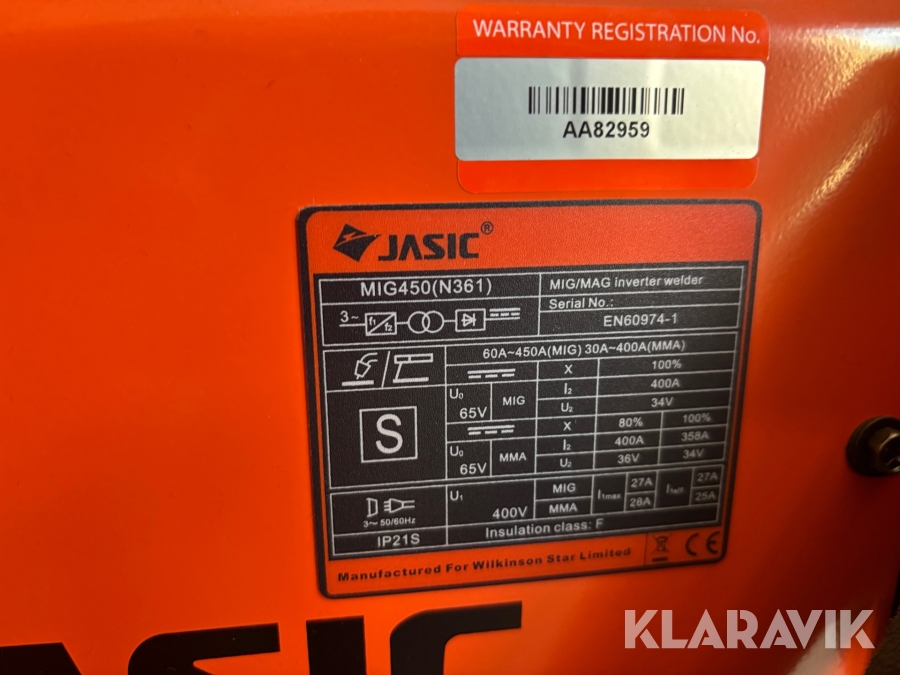 WARRANTY REGISTRATION No.
AA82959
JASIC®
MIG450(N361)
MIG/MAG inverter welder
Serial No.:
EN60974-1
3~ f1 f2
60A~450A(MIG) 30A~400A(MMA)
X 100%
U0 65V MIG I2 400A
U2 34V
S
X 80% 100%
U0 65V MMA I2 400A 358A
U2 36V 34V
3~ 50/60Hz
U1 400V
MIG I1max 27A I1eff 27A
MMA 28A 25A
IP21S
Insulation class: F
Manufactured For Wilkinson Star Limited
CE
JASIC
KLARAVIK